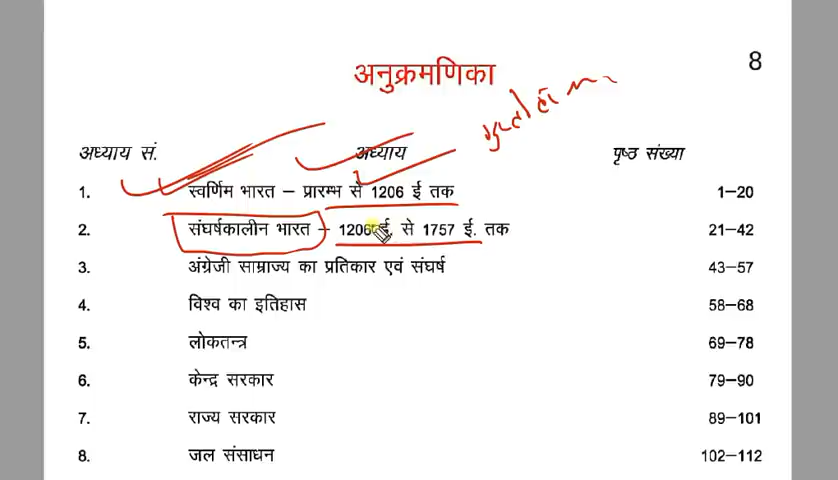 8
अनुक्रमणिका
अध्याय सं. अध्याय पृष्ठ संख्या
1. स्वर्णिम भारत – प्रारम्भ से 1206 ई तक 1–20
2. संघर्षकालीन भारत – 1206 ई. से 1757 ई. तक 21–42
3. अंग्रेजी साम्राज्य का प्रतिकार एवं संघर्ष 43–57
4. विश्व का इतिहास 58–68
5. लोकतन्त्र 69–78
6. केन्द्र सरकार 79–90
7. राज्य सरकार 89–101
8. जल संसाधन 102–112